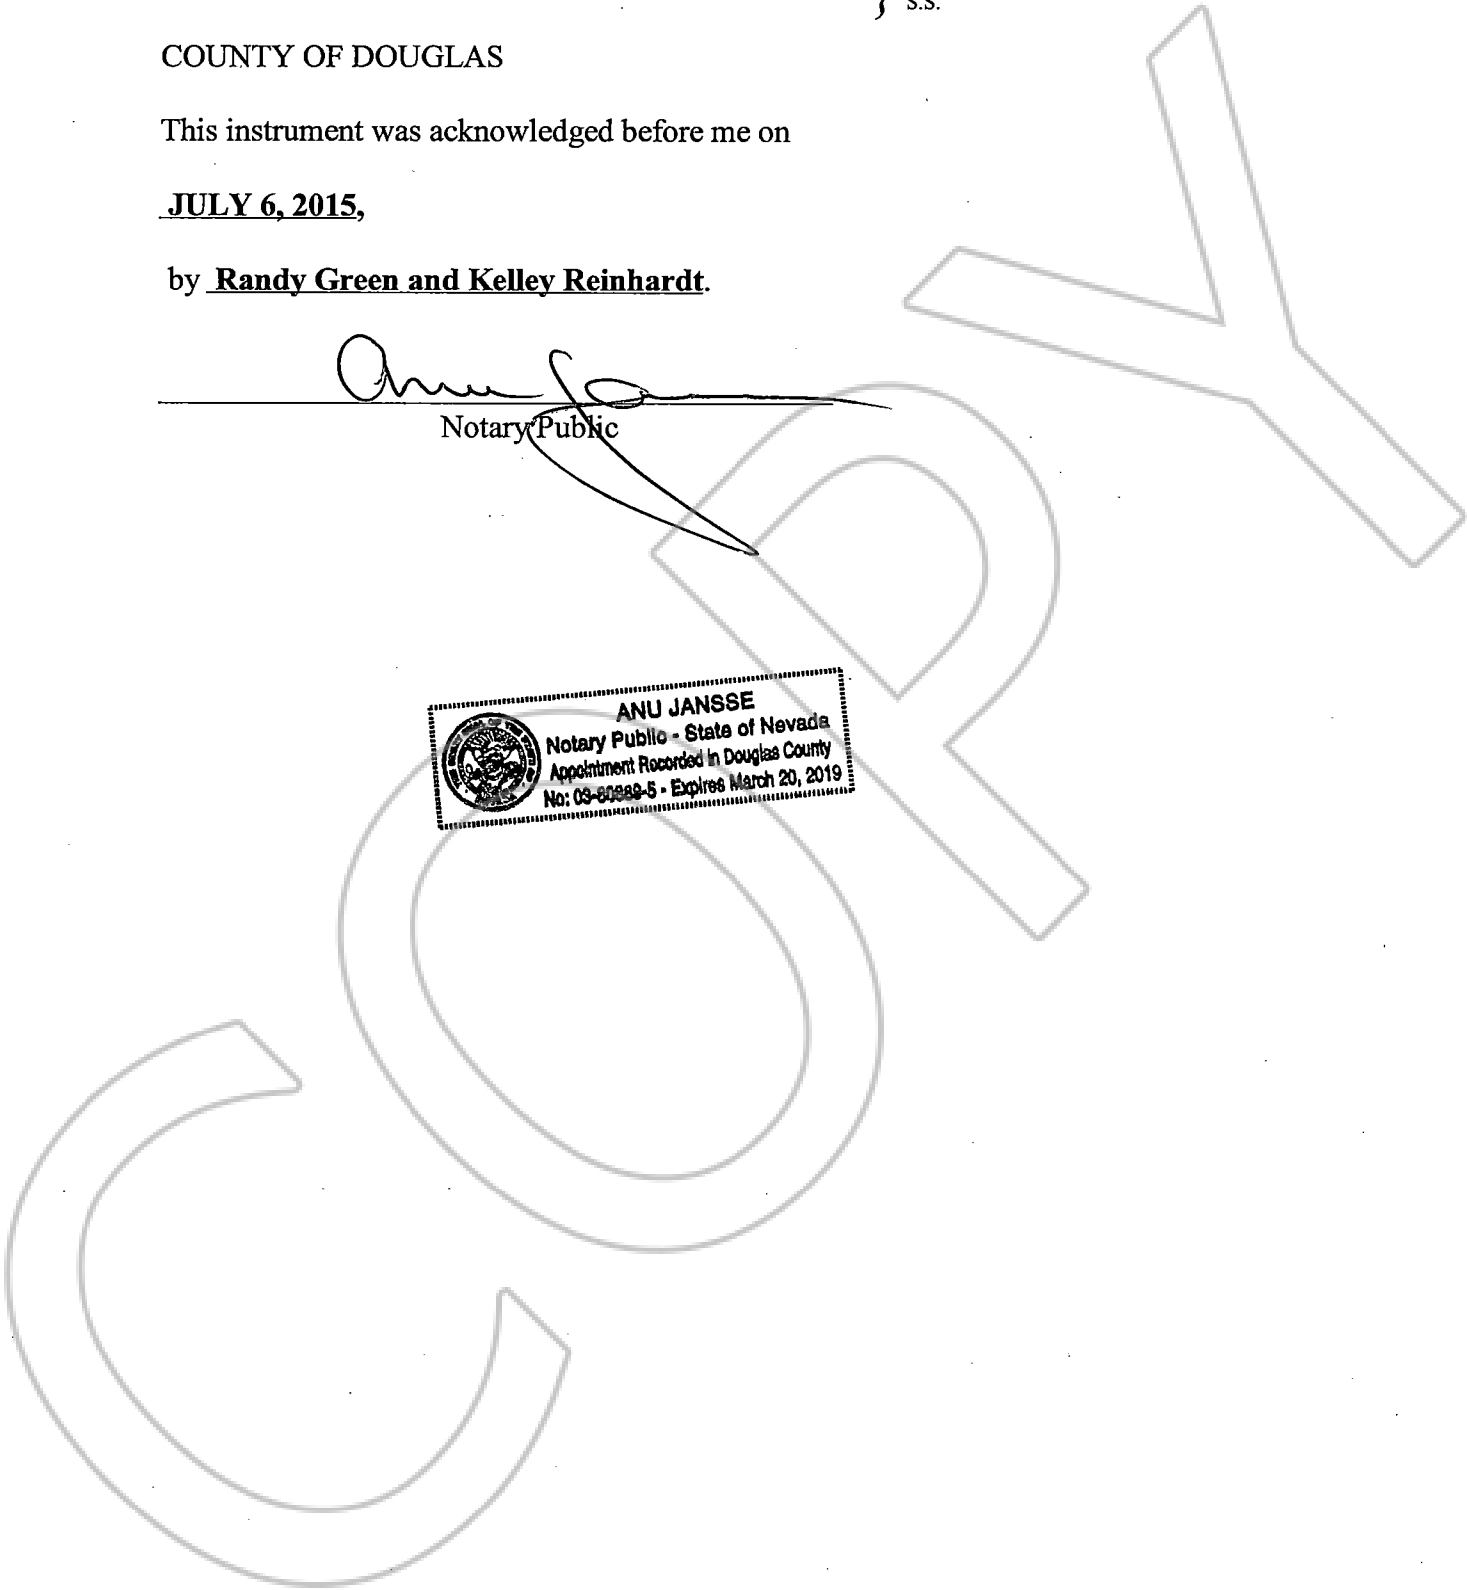 s.s.
COUNTY OF DOUGLAS
This instrument was acknowledged before me on
JULY 6, 2015,
by Randy Green and Kelley Reinhardt.
Notary Public
ANU JANSSE
Notary Public - State of Nevada
Appointment Recorded in Douglas County
No: - Expires March 20, 2019
COPY